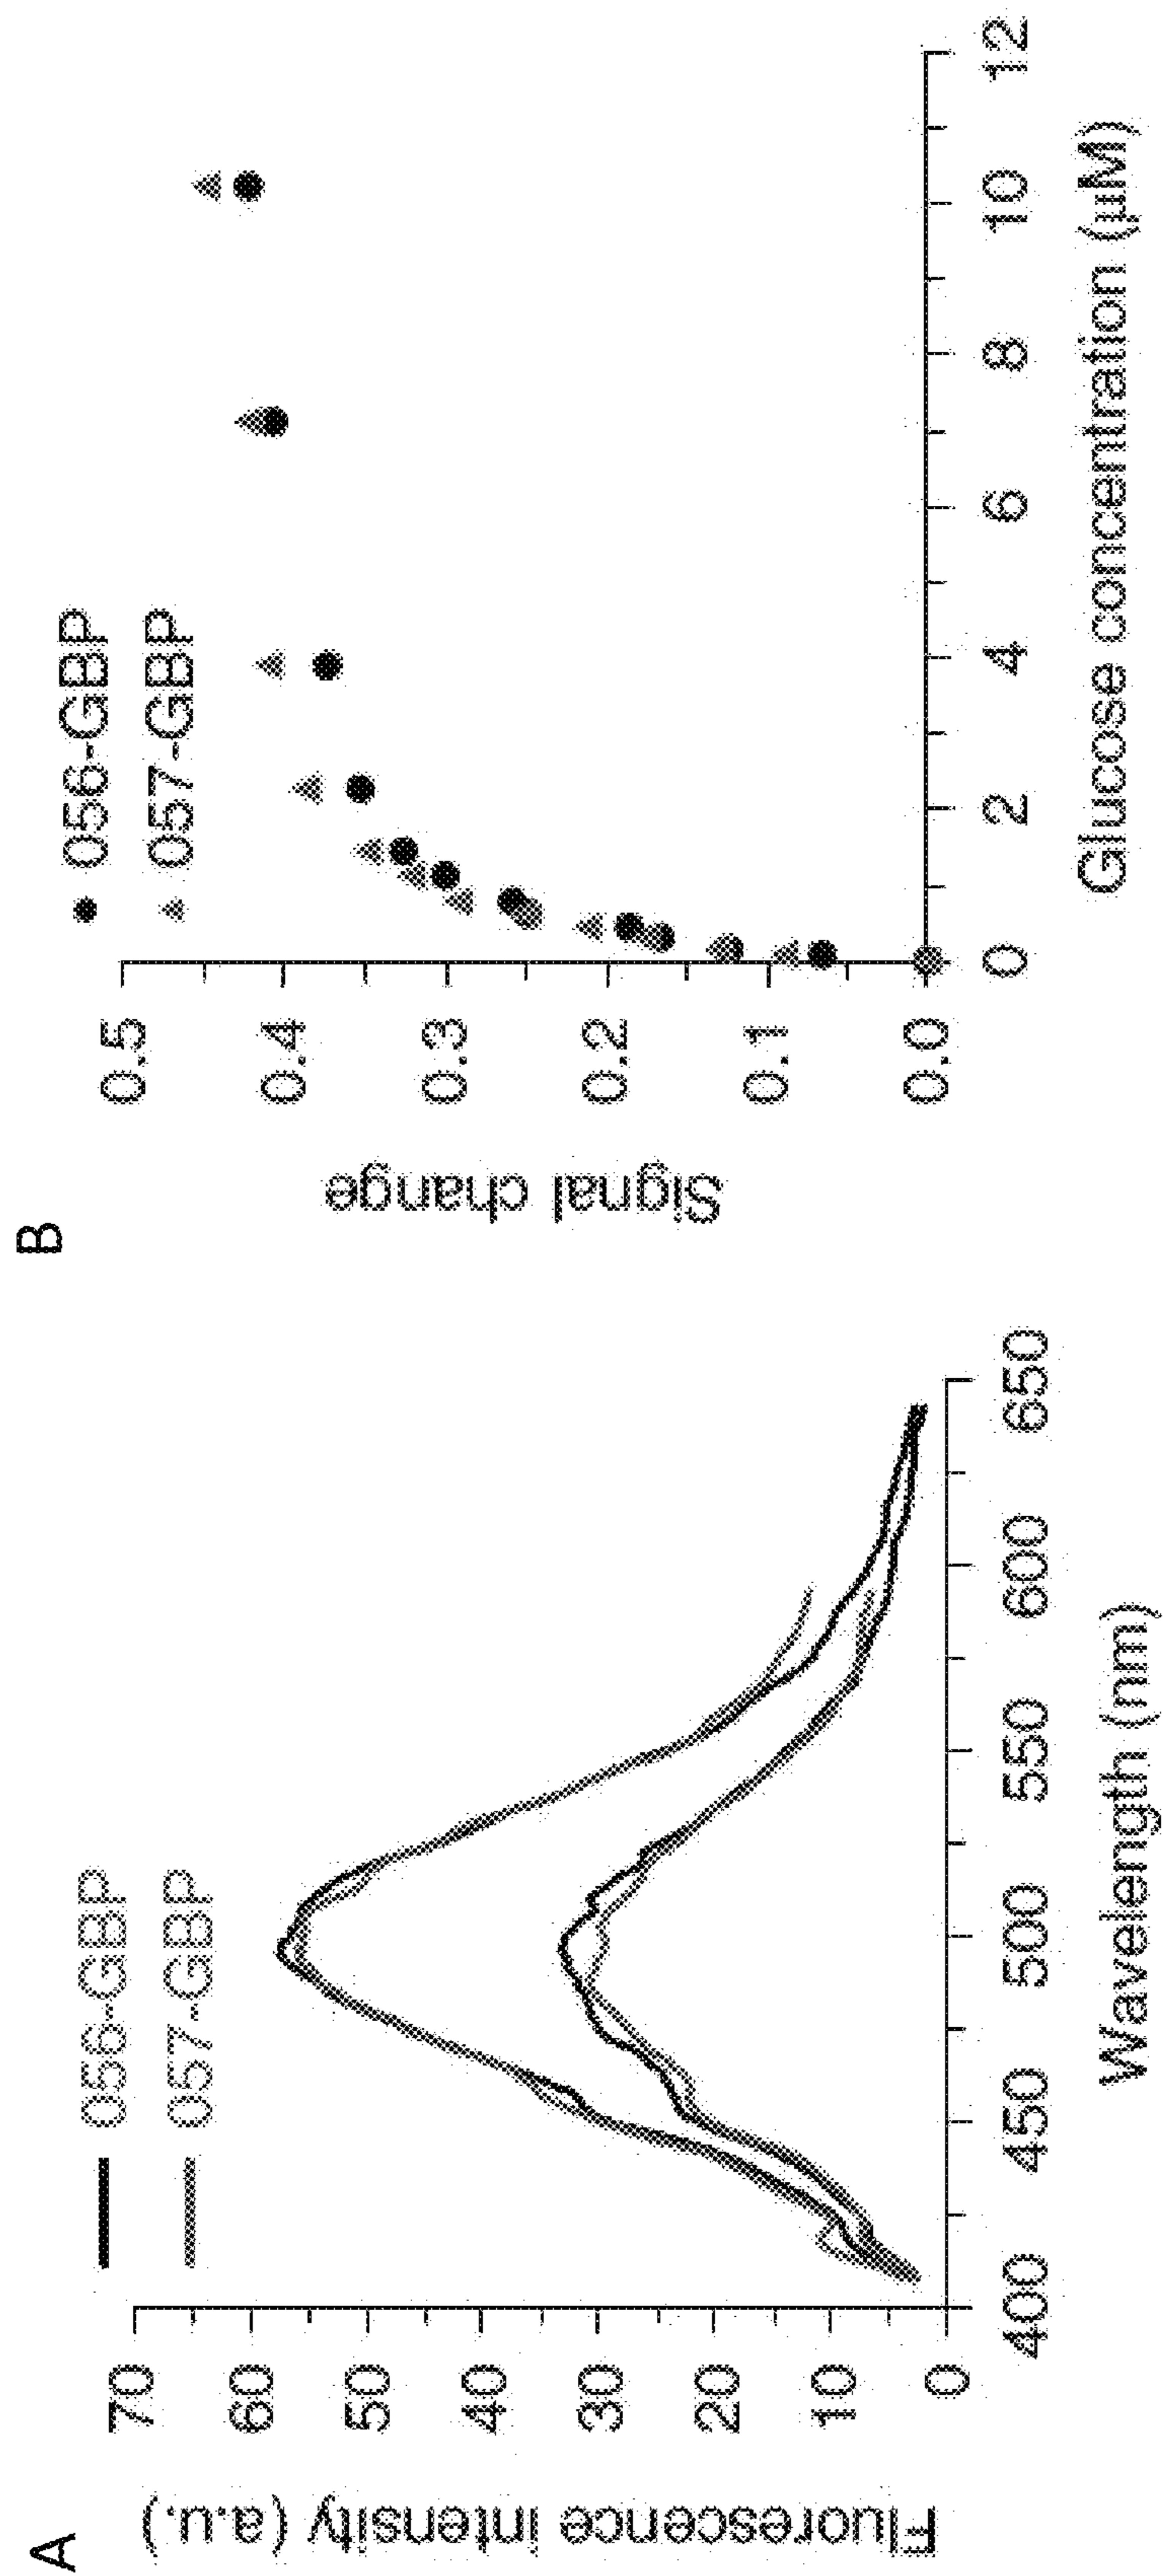 A
056-GBP
057-GBP
Fluorescence intensity (a.u.)
70
60
50
40
30
20
10
0
400 450 500 550 600 650
Wavelength (nm)
B
056-GBP
057-GBP
Signal change
0.5
0.4
0.3
0.2
0.1
0.0
0 2 4 6 8 10 12
Glucose concentration (µM)